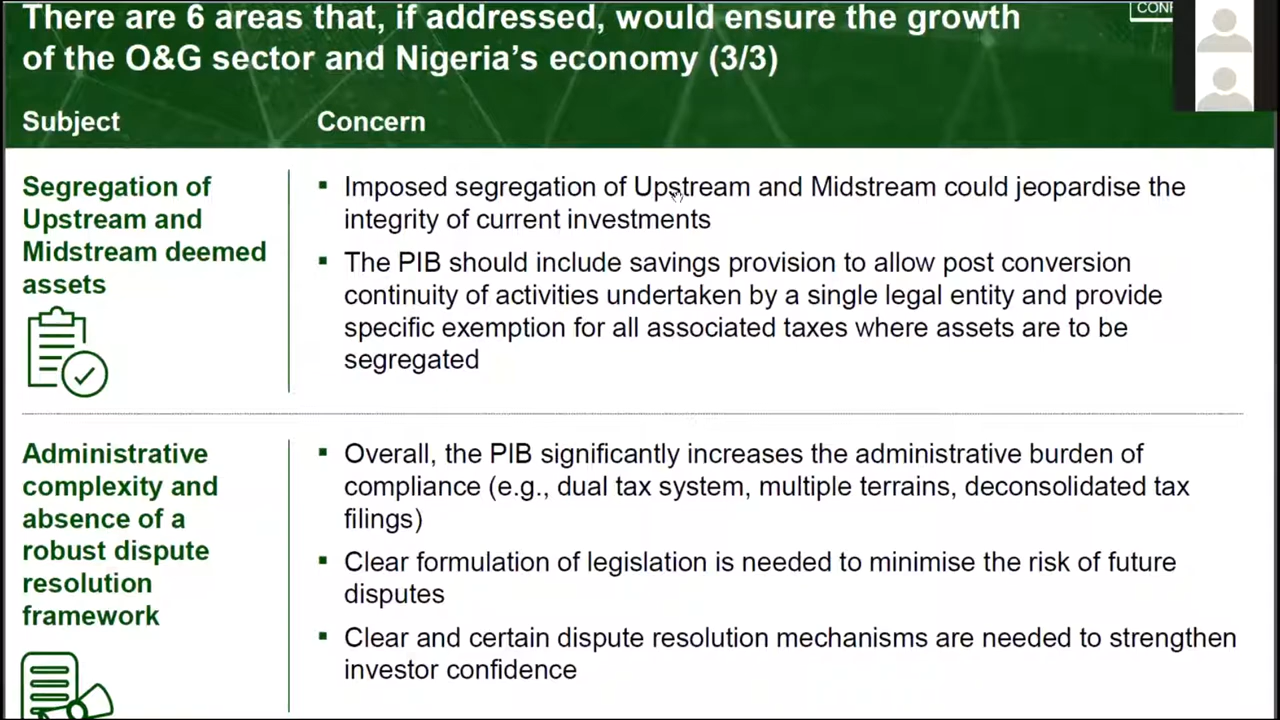 There are 6 areas that, if addressed, would ensure the growth
of the O&G sector and Nigeria's economy (3/3)
Subject
Concern
Segregation of
Upstream and
Midstream deemed
assets
▪ Imposed segregation of Upstream and Midstream could jeopardise the
integrity of current investments
▪ The PIB should include savings provision to allow post conversion
continuity of activities undertaken by a single legal entity and provide
specific exemption for all associated taxes where assets are to be
segregated
Administrative
complexity and
absence of a
robust dispute
resolution
framework
▪ Overall, the PIB significantly increases the administrative burden of
compliance (e.g., dual tax system, multiple terrains, deconsolidated tax
filings)
▪ Clear formulation of legislation is needed to minimise the risk of future
disputes
▪ Clear and certain dispute resolution mechanisms are needed to strengthen
investor confidence